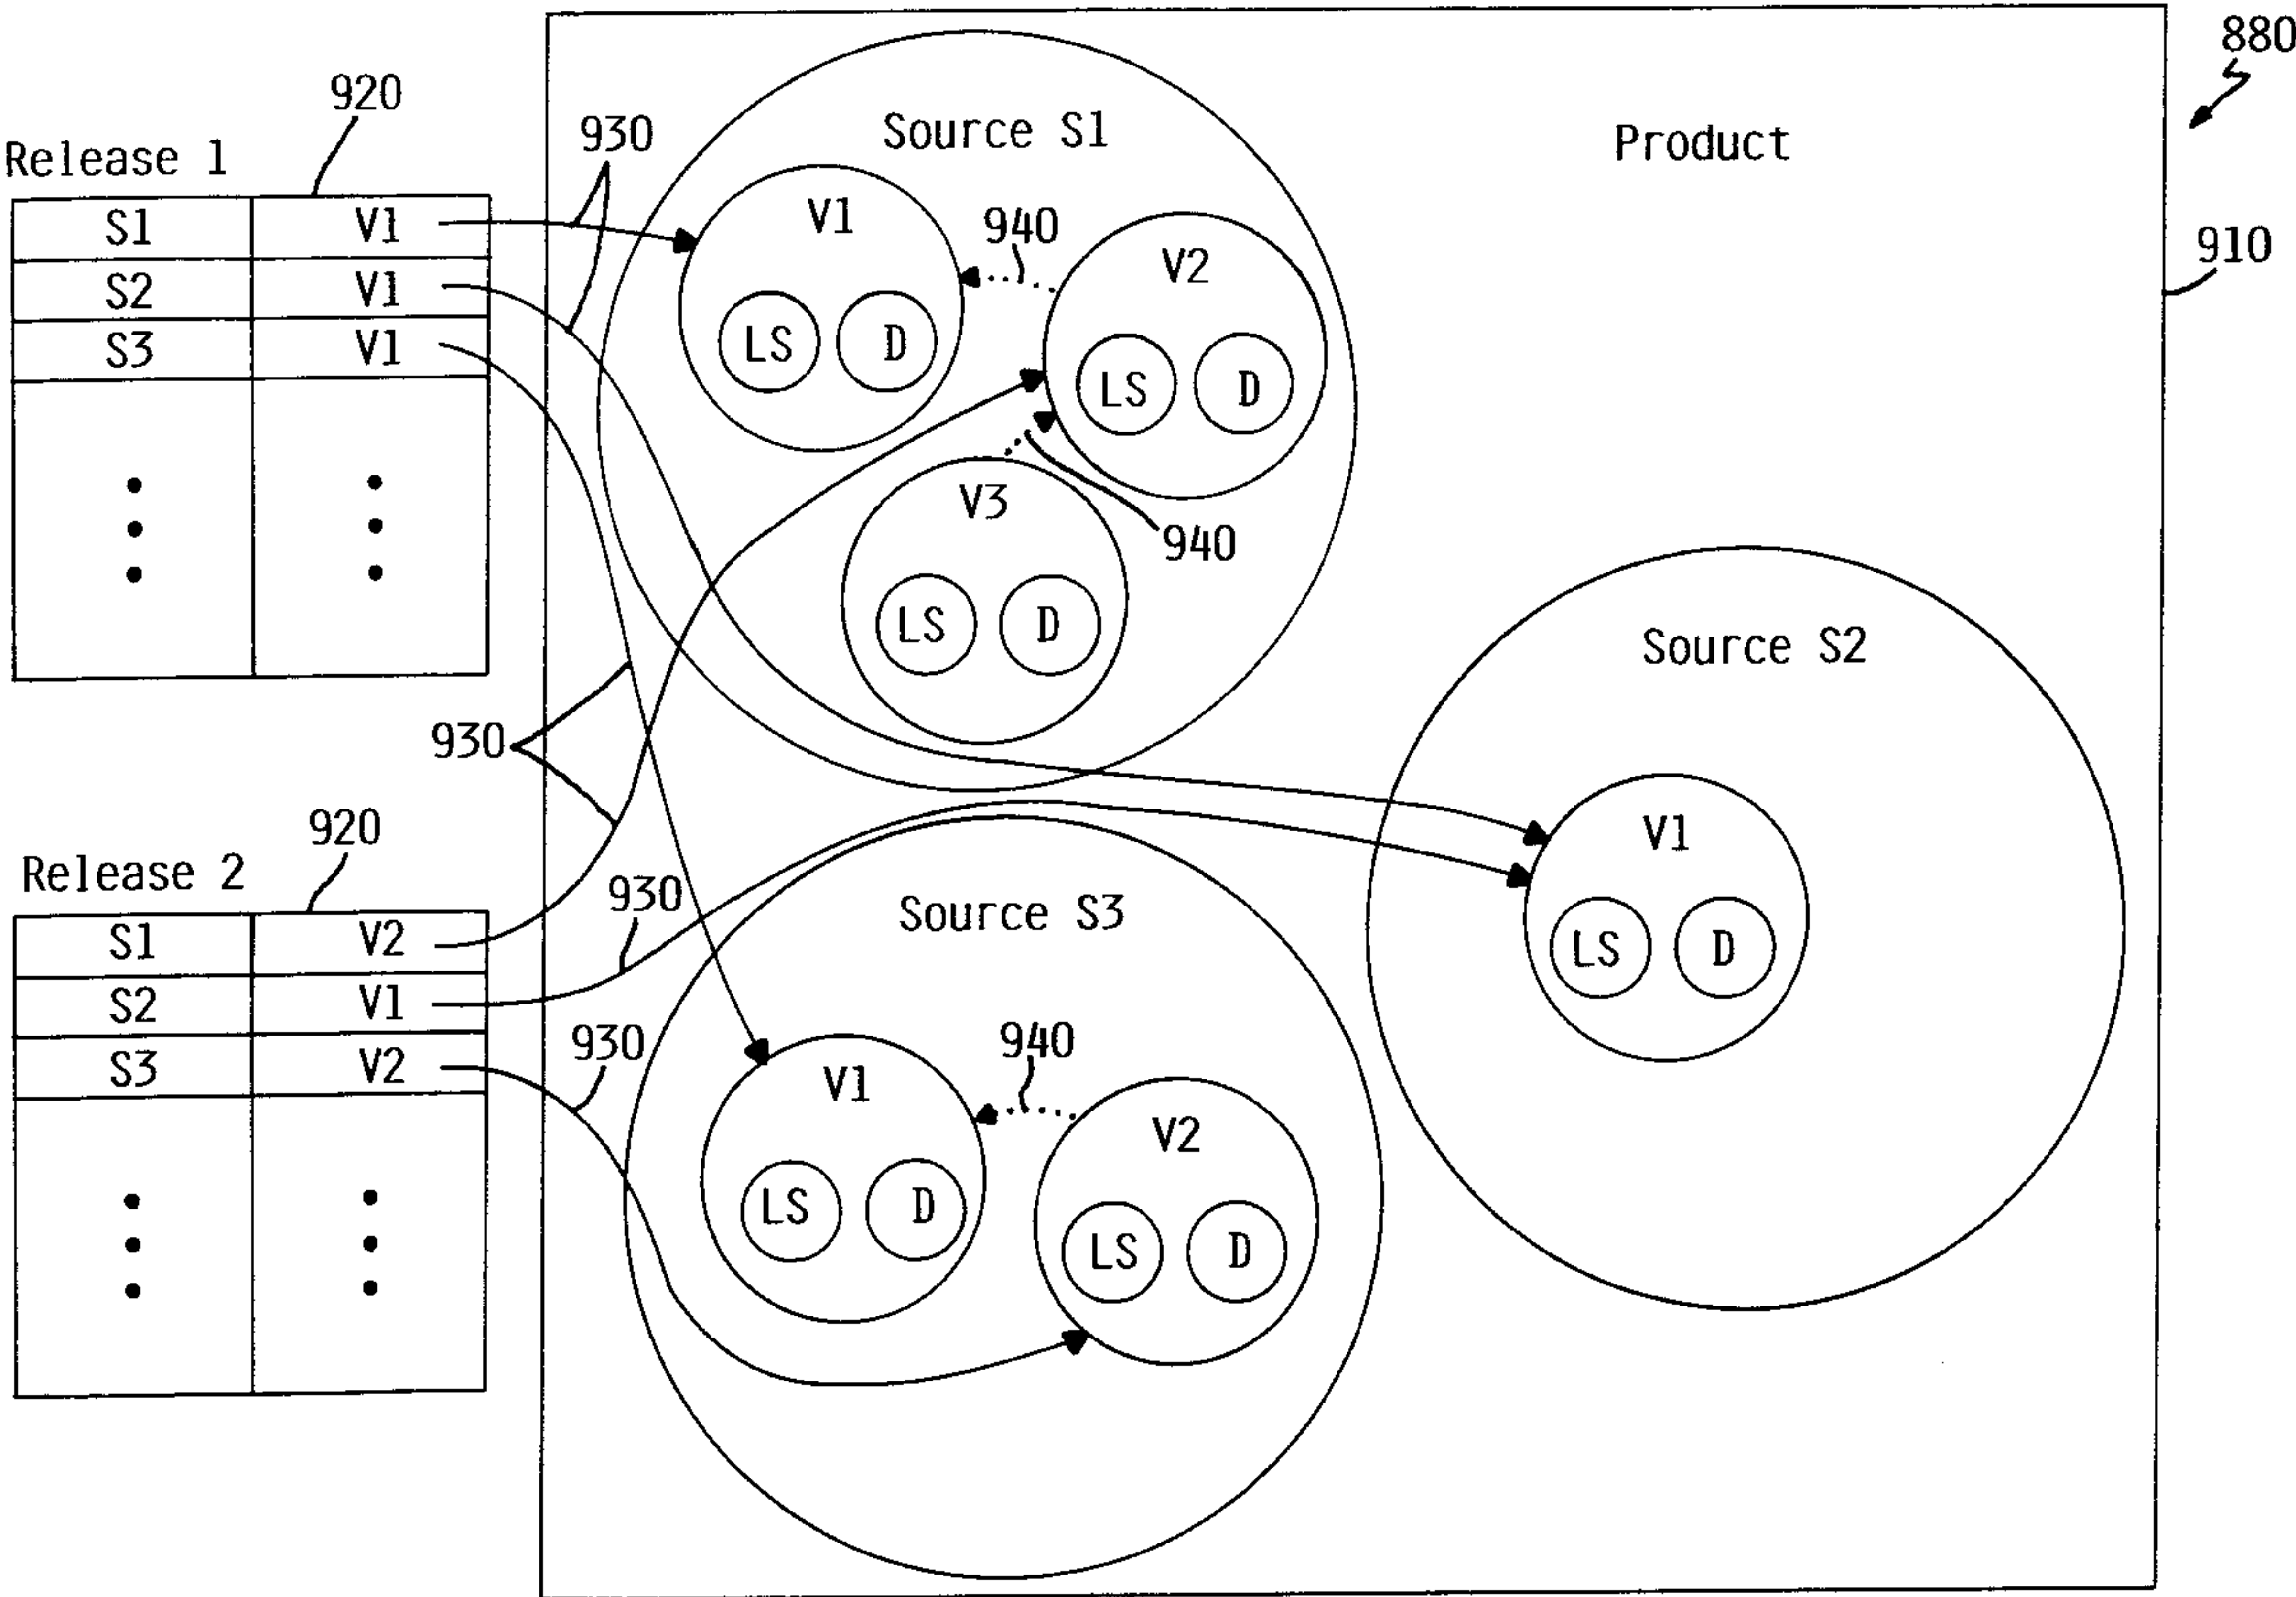 880
920
930
Source S1
Product
Release 1
S1 V1
S2 V1
S3 V1
V1
LS D
940
V2
LS D
910
V3
LS D
940
Source S2
930
V1
LS D
920
Release 2
S1 V2
S2 V1
S3 V2
930
930
Source S3
V1
LS D
940
V2
LS D